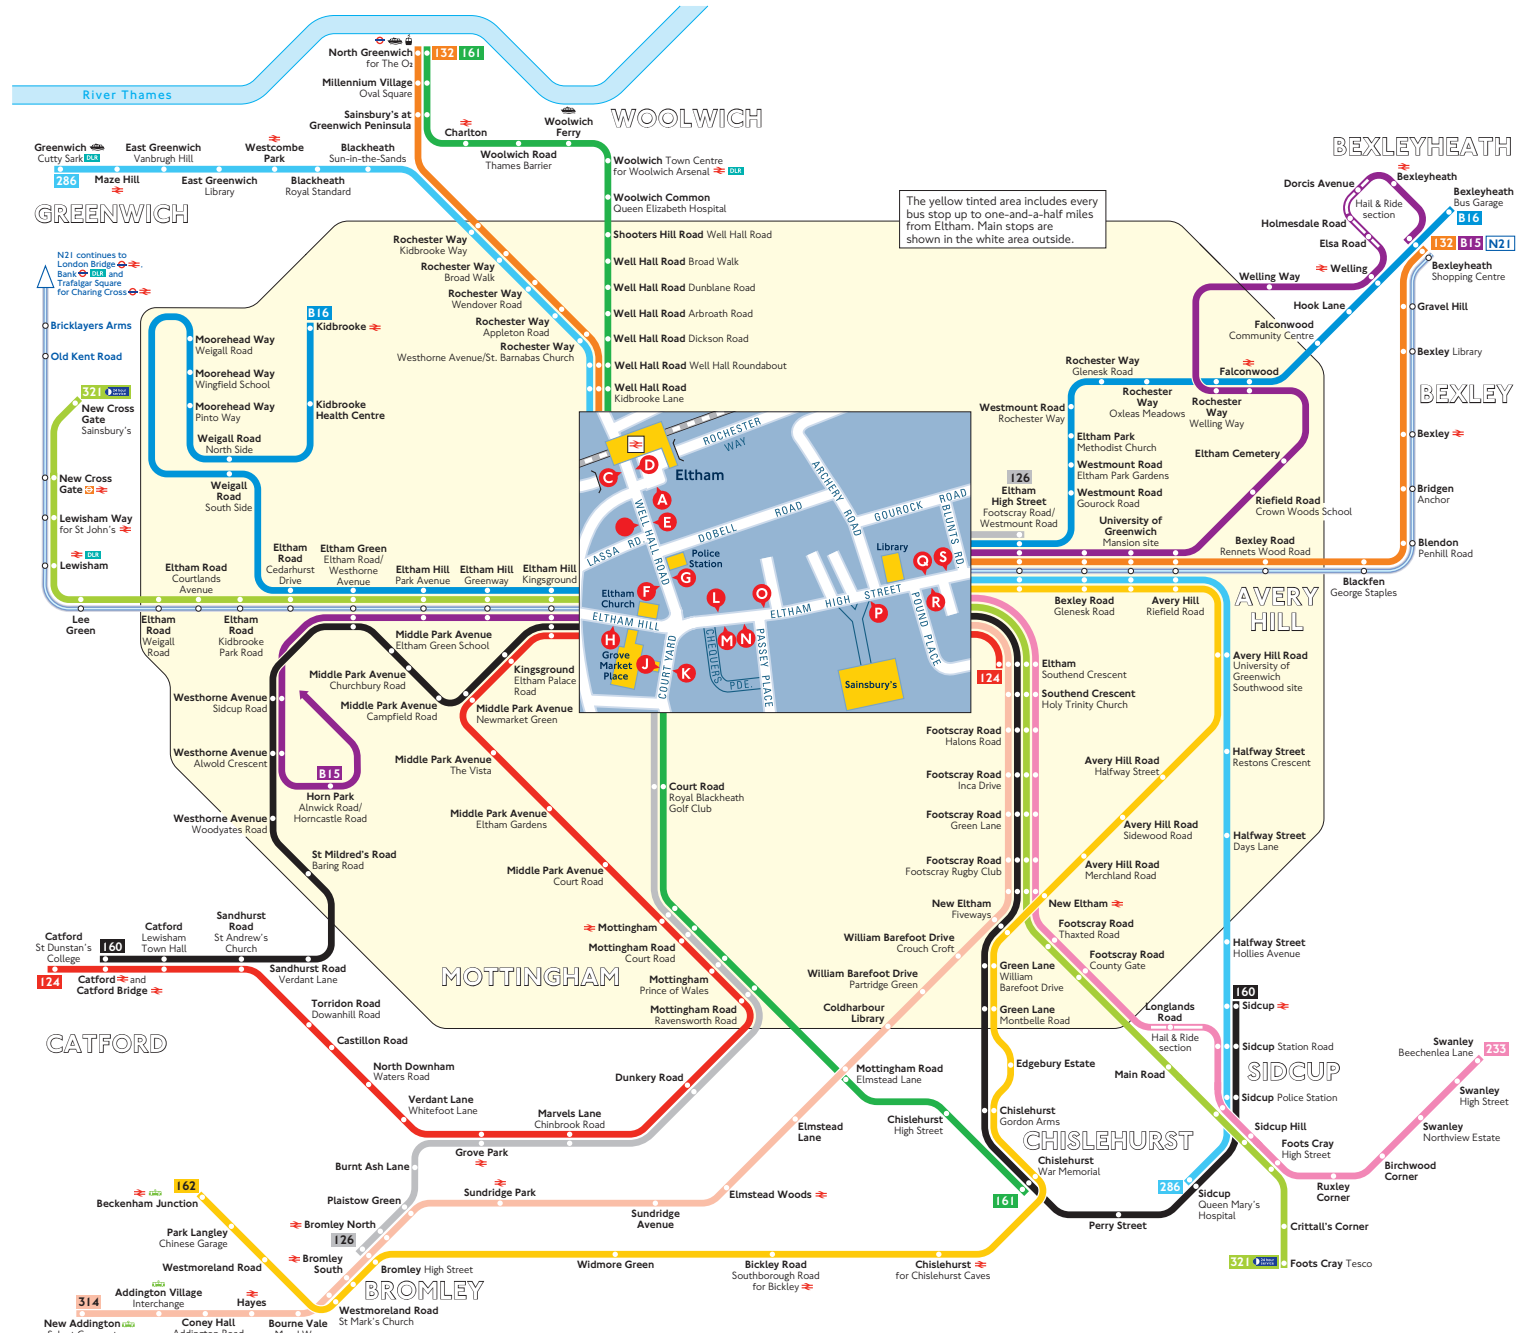 North Greenwich
for The O2
132 161
Millennium Village
Oval Square
River Thames
Sainsbury's at
Greenwich Peninsula
Charlton
Woolwich
Ferry
WOOLWICH
Woolwich Road
Thames Barrier
Greenwich
Cutty Sark DLR
286
Maze Hill
East Greenwich
Vanbrugh Hill
East Greenwich
Library
Westcombe
Park
Blackheath
Royal Standard
Blackheath
Sun-in-the-Sands
GREENWICH
Woolwich Town Centre
for Woolwich Arsenal DLR
Woolwich Common
Queen Elizabeth Hospital
Shooters Hill Road Well Hall Road
Well Hall Road Broad Walk
Well Hall Road Dunblane Road
Well Hall Road Arbroath Road
Well Hall Road Dickson Road
Well Hall Road Well Hall Roundabout
Well Hall Road
Kidbrooke Lane
The yellow tinted area includes every
bus stop up to one-and-a-half miles
from Eltham. Main stops are
shown in the white area outside.
BEXLEYHEATH
Dorcis Avenue
Bexleyheath
Hail & Ride
section
Bexleyheath
Bus Garage
B16
Holmesdale Road
Elsa Road
132 B15 N21
Bexleyheath
Shopping Centre
Welling
Welling Way
Hook Lane
Gravel Hill
Falconwood
Community Centre
Bexley Library
BEXLEY
Bexley
Bridgen
Anchor
Blendon
Penhill Road
Blackfen
George Staples
Rochester Way
Kidbrooke Way
Rochester Way
Broad Walk
Rochester Way
Wendover Road
Rochester Way
Appleton Road
Rochester Way
Westhorne Avenue/St. Barnabas Church
N21 continues to
London Bridge
Bank DLR and
Trafalgar Square
for Charing Cross
Bricklayers Arms
Old Kent Road
321 24 hour service
New Cross
Gate
Sainsbury's
New Cross
Gate
Lewisham Way
for St John's
DLR
Lewisham
Lee
Green
B16
Kidbrooke
Moorehead Way
Weigall Road
Moorehead Way
Wingfield School
Moorehead Way
Pinto Way
Kidbrooke
Health Centre
Weigall Road
North Side
Weigall
Road
South Side
Eltham Road
Courtlands
Avenue
Eltham
Road
Weigall
Road
Eltham
Road
Kidbrooke
Park Road
Eltham
Road
Cedarhurst
Drive
Eltham Green
Eltham Road/
Westhorne
Avenue
Eltham Hill
Park Avenue
Eltham Hill
Greenway
Eltham Hill
Kingsground
Rochester Way
Glenesk Road
Falconwood
Westmount Road
Rochester Way
Rochester
Way
Oxleas Meadows
Rochester
Way
Welling Way
Eltham Park
Methodist Church
Westmount Road
Eltham Park Gardens
Westmount Road
Gourock Road
Eltham Cemetery
126
Eltham
High Street
Footscray Road/
Westmount Road
Riefield Road
Crown Woods School
University of
Greenwich
Mansion site
Bexley Road
Rennets Wood Road
Bexley Road
Glenesk Road
Avery Hill
Riefield Road
AVERY
HILL
ROCHESTER
WAY
Eltham
C
D
A
E
WELL HALL ROAD
ARCHERY ROAD
GOUROCK ROAD
BLUNTS RD.
DOBELL ROAD
LASSA RD.
Police
Station
Library
Q
S
F
G
Eltham
Church
L
O
ELTHAM HIGH STREET
P
R
ELTHAM HILL
H
M
N
Grove
Market
Place
J
K
COURT YARD
CHEQUERS
PDE.
PASSEY PLACE
POUND PLACE
Sainsbury's
Middle Park Avenue
Eltham Green School
Middle Park Avenue
Churchbury Road
Middle Park Avenue
Campfield Road
Kingsground
Eltham Palace
Road
Middle Park Avenue
Newmarket Green
Westhorne Avenue
Sidcup Road
Westhorne Avenue
Alwold Crescent
Middle Park Avenue
The Vista
B15
Horn Park
Alnwick Road/
Horncastle Road
Westhorne Avenue
Woodyates Road
Middle Park Avenue
Eltham Gardens
Court Road
Royal Blackheath
Golf Club
St Mildred's Road
Baring Road
Middle Park Avenue
Court Road
124
Eltham
Southend Crescent
Southend Crescent
Holy Trinity Church
Footscray Road
Halons Road
Footscray Road
Inca Drive
Footscray Road
Green Lane
Footscray Road
Footscray Rugby Club
New Eltham
Fiveways
New Eltham
Avery Hill Road
University of
Greenwich
Southwood site
Avery Hill Road
Halfway Street
Halfway Street
Restons Crescent
Avery Hill Road
Sidewood Road
Halfway Street
Days Lane
Avery Hill Road
Merchland Road
Footscray Road
Thaxted Road
Footscray Road
County Gate
Halfway Street
Hollies Avenue
Catford
St Dunstan's
College
160
Catford
Lewisham
Town Hall
Sandhurst
Road
St Andrew's
Church
124
Catford and
Catford Bridge
Sandhurst Road
Verdant Lane
CATFORD
Torridon Road
Dowanhill Road
Castillon Road
North Downham
Waters Road
Verdant Lane
Whitefoot Lane
MOTTINGHAM
Mottingham
Mottingham Road
Court Road
Mottingham
Prince of Wales
Mottingham Road
Ravensworth Road
William Barefoot Drive
Crouch Croft
William Barefoot Drive
Partridge Green
Coldharbour
Library
Green Lane
William
Barefoot Drive
Green Lane
Montbelle Road
Edgebury Estate
Longlands
Road
Hail & Ride
section
Main Road
160
Sidcup
Sidcup Station Road
SIDCUP
Sidcup Police Station
Sidcup Hill
Foots Cray
High Street
Swanley
Beechenlea Lane
233
Swanley
High Street
Swanley
Northview Estate
Birchwood
Corner
Ruxley
Corner
Crittall's Corner
321 24 hour service
Foots Cray Tesco
Dunkery Road
Marvels Lane
Chinbrook Road
Grove Park
Mottingham Road
Elmstead Lane
Chislehurst
High Street
Elmstead
Lane
Chislehurst
Gordon Arms
CHISLEHURST
Chislehurst
War Memorial
161
Perry Street
286
Sidcup
Queen Mary's
Hospital
Burnt Ash Lane
Plaistow Green
Sundridge Park
Elmstead Woods
Sundridge
Avenue
162
Beckenham Junction
Park Langley
Chinese Garage
Westmoreland Road
Bromley North
126
Bromley
South
Bromley High Street
BROMLEY
Widmore Green
Bickley Road
Southborough Road
for Bickley
Chislehurst
for Chislehurst Caves
Addington Village
Interchange
Hayes
314
New Addington
Coney Hall
Addington Road
Bourne Vale
Westmoreland Road
St Mark's Church